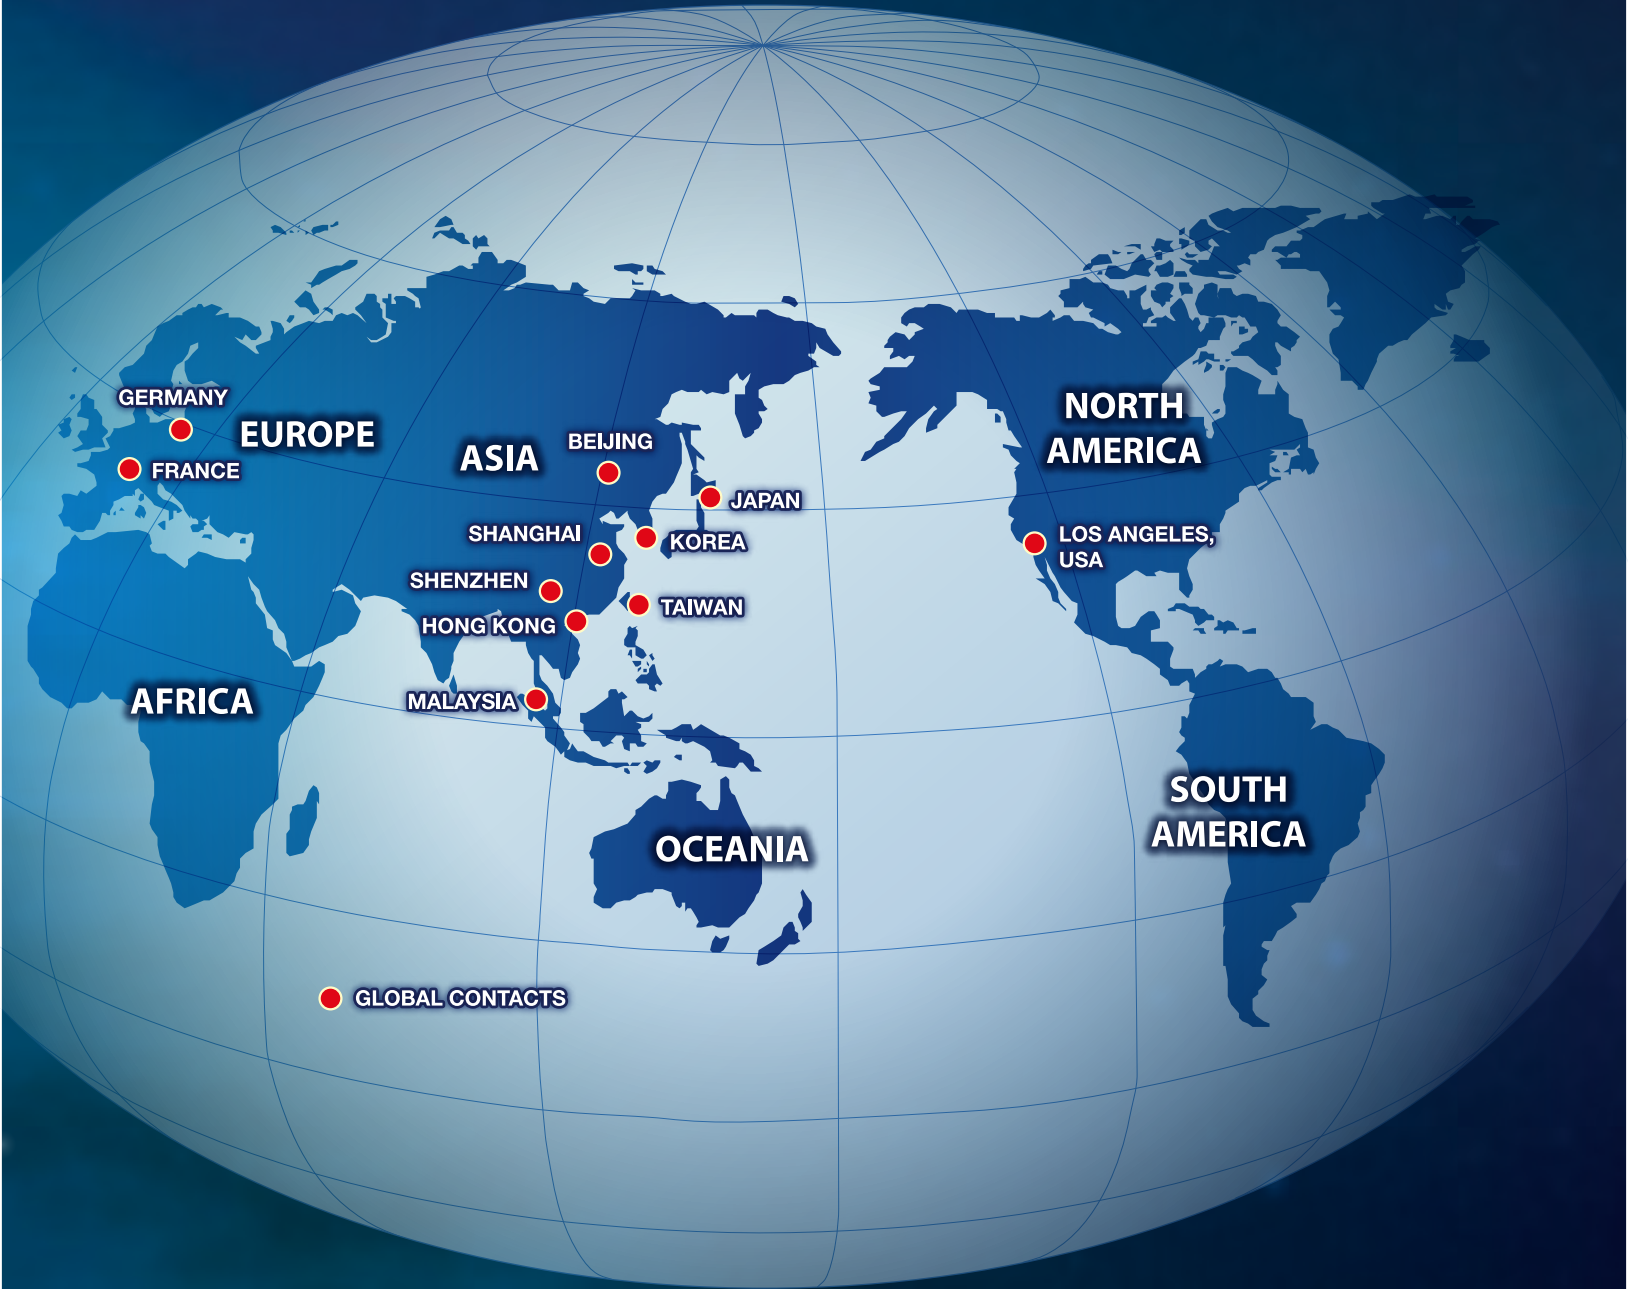 GERMANY
EUROPE
FRANCE
ASIA
BEIJING
JAPAN
SHANGHAI
KOREA
SHENZHEN
TAIWAN
HONG KONG
MALAYSIA
NORTH
AMERICA
LOS ANGELES,
USA
AFRICA
SOUTH
AMERICA
OCEANIA
GLOBAL CONTACTS